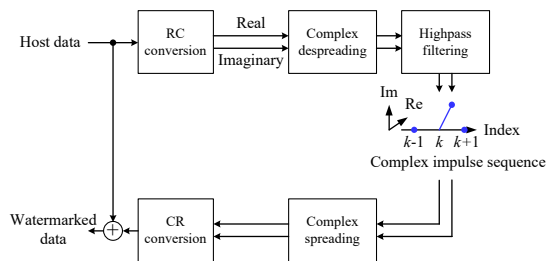 Host data
RC
conversion
Real
Imaginary
Complex
despreading
Highpass
filtering
Im
Re
Index
k-1 k k+1
Complex impulse sequence
Watermarked
data
+
CR
conversion
Complex
spreading